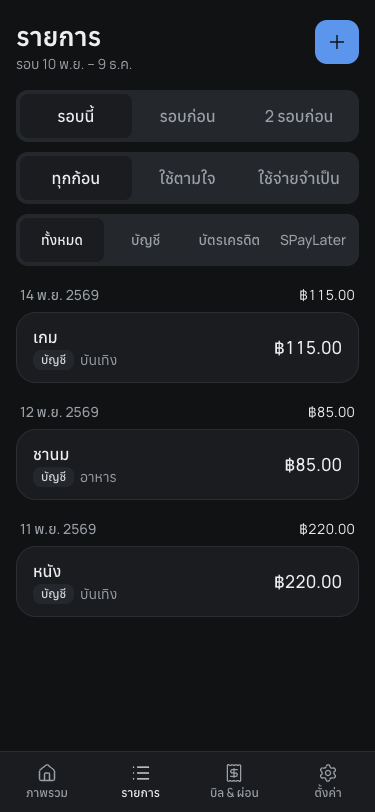 รายการ
รอบ 10 พ.ย. – 9 ธ.ค.
รอบนี้ รอบก่อน 2 รอบก่อน
ทุกก้อน ใช้ตามใจ ใช้จ่ายจำเป็น
ทั้งหมด บัญชี บัตรเครดิต SPayLater
14 พ.ย. 2569 ฿115.00
เกม
บัญชี บันเทิง ฿115.00
12 พ.ย. 2569 ฿85.00
ชานม
บัญชี อาหาร ฿85.00
11 พ.ย. 2569 ฿220.00
หนัง
บัญชี บันเทิง ฿220.00
ภาพรวม รายการ บิล & ผ่อน ตั้งค่า